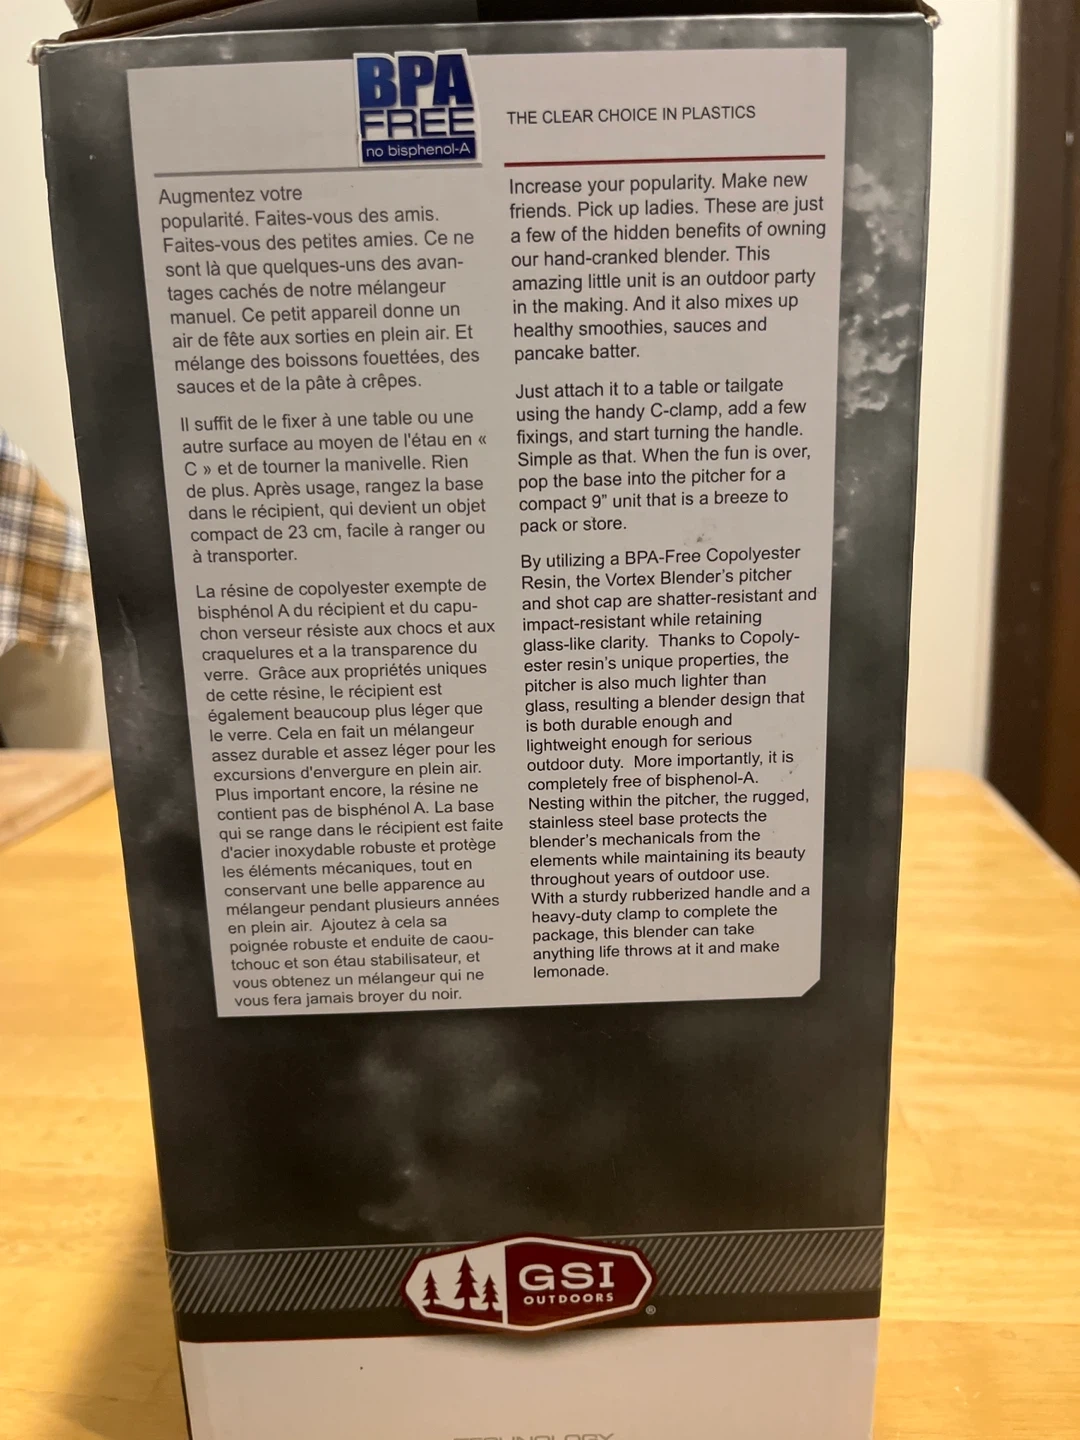 BPA
FREE
no bisphenol-A
THE CLEAR CHOICE IN PLASTICS
Augmentez votre
popularité. Faites-vous des amis.
Faites-vous des petites amies. Ce ne
sont là que quelques-uns des avan-
tages cachés de notre mélangeur
manuel. Ce petit appareil donne un
air de fête aux sorties en plein air. Et
mélange des boissons fouettées, des
sauces et de la pâte à crêpes.
Il suffit de le fixer à une table ou une
autre surface au moyen de l'étau en «
C » et de tourner la manivelle. Rien
de plus. Après usage, rangez la base
dans le récipient, qui devient un objet
compact de 23 cm, facile à ranger ou
à transporter.
La résine de copolyester exempte de
bisphénol A du récipient et du capu-
chon verseur résiste aux chocs et aux
craquelures et a la transparence du
verre. Grâce aux propriétés uniques
de cette résine, le récipient est
également beaucoup plus léger que
le verre. Cela en fait un mélangeur
assez durable et assez léger pour les
excursions d'envergure en plein air.
Plus important encore, la résine ne
contient pas de bisphénol A. La base
qui se range dans le récipient est faite
d'acier inoxydable robuste et protège
les éléments mécaniques, tout en
conservant une belle apparence au
mélangeur pendant plusieurs années
en plein air. Ajoutez à cela sa
poignée robuste et enduite de caou-
tchouc et son étau stabilisateur, et
vous obtenez un mélangeur qui ne
vous fera jamais broyer du noir.
Increase your popularity. Make new
friends. Pick up ladies. These are just
a few of the hidden benefits of owning
our hand-cranked blender. This
amazing little unit is an outdoor party
in the making. And it also mixes up
healthy smoothies, sauces and
pancake batter.
Just attach it to a table or tailgate
using the handy C-clamp, add a few
fixings, and start turning the handle.
Simple as that. When the fun is over,
pop the base into the pitcher for a
compact 9” unit that is a breeze to
pack or store.
By utilizing a BPA-Free Copolyester
Resin, the Vortex Blender’s pitcher
and shot cap are shatter-resistant and
impact-resistant while retaining
glass-like clarity. Thanks to Copoly-
ester resin’s unique properties, the
pitcher is also much lighter than
glass, resulting a blender design that
is both durable enough and
lightweight enough for serious
outdoor duty. More importantly, it is
completely free of bisphenol-A.
Nesting within the pitcher, the rugged,
stainless steel base protects the
blender’s mechanicals from the
elements while maintaining its beauty
throughout years of outdoor use.
With a sturdy rubberized handle and a
heavy-duty clamp to complete the
package, this blender can take
anything life throws at it and make
lemonade.
GSI
OUTDOORS
®